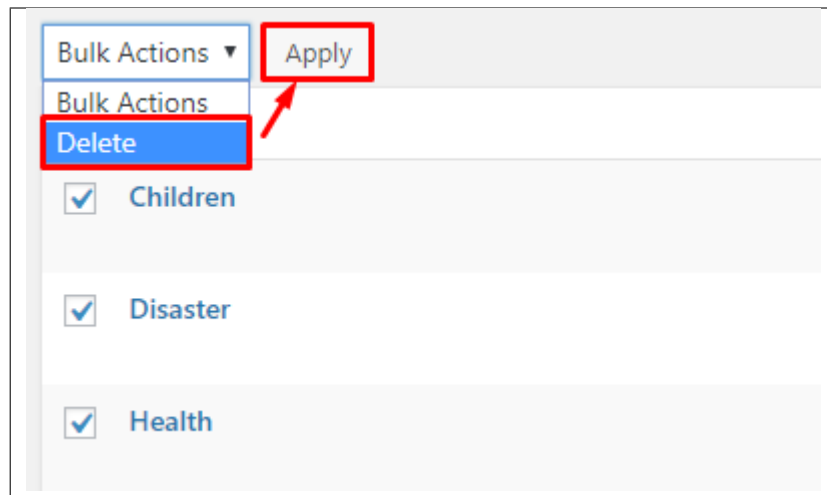 Bulk Actions Apply
Bulk Actions
Delete
Children
Disaster
Health